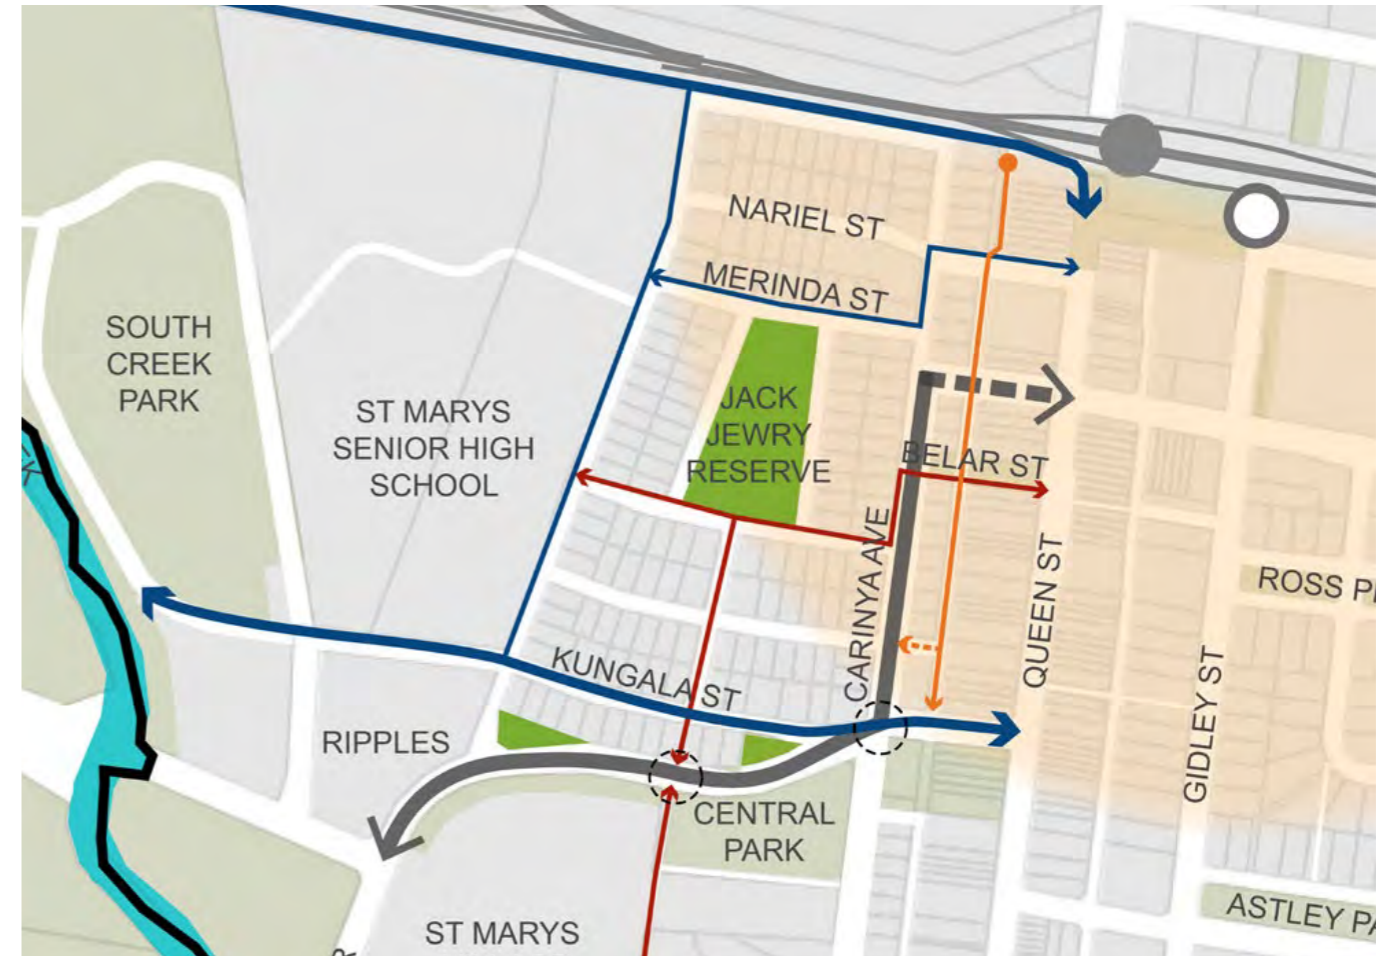 NARIEL ST
MERINDA ST
SOUTH
CREEK
PARK
ST MARYS
SENIOR HIGH
SCHOOL
JACK
JEWRY
RESERVE
BELAR ST
CARINYA AVE
QUEEN ST
ROSS P
KUNGALA ST
GIDLEY ST
RIPPLES
CENTRAL
PARK
ASTLEY PA
ST MARYS